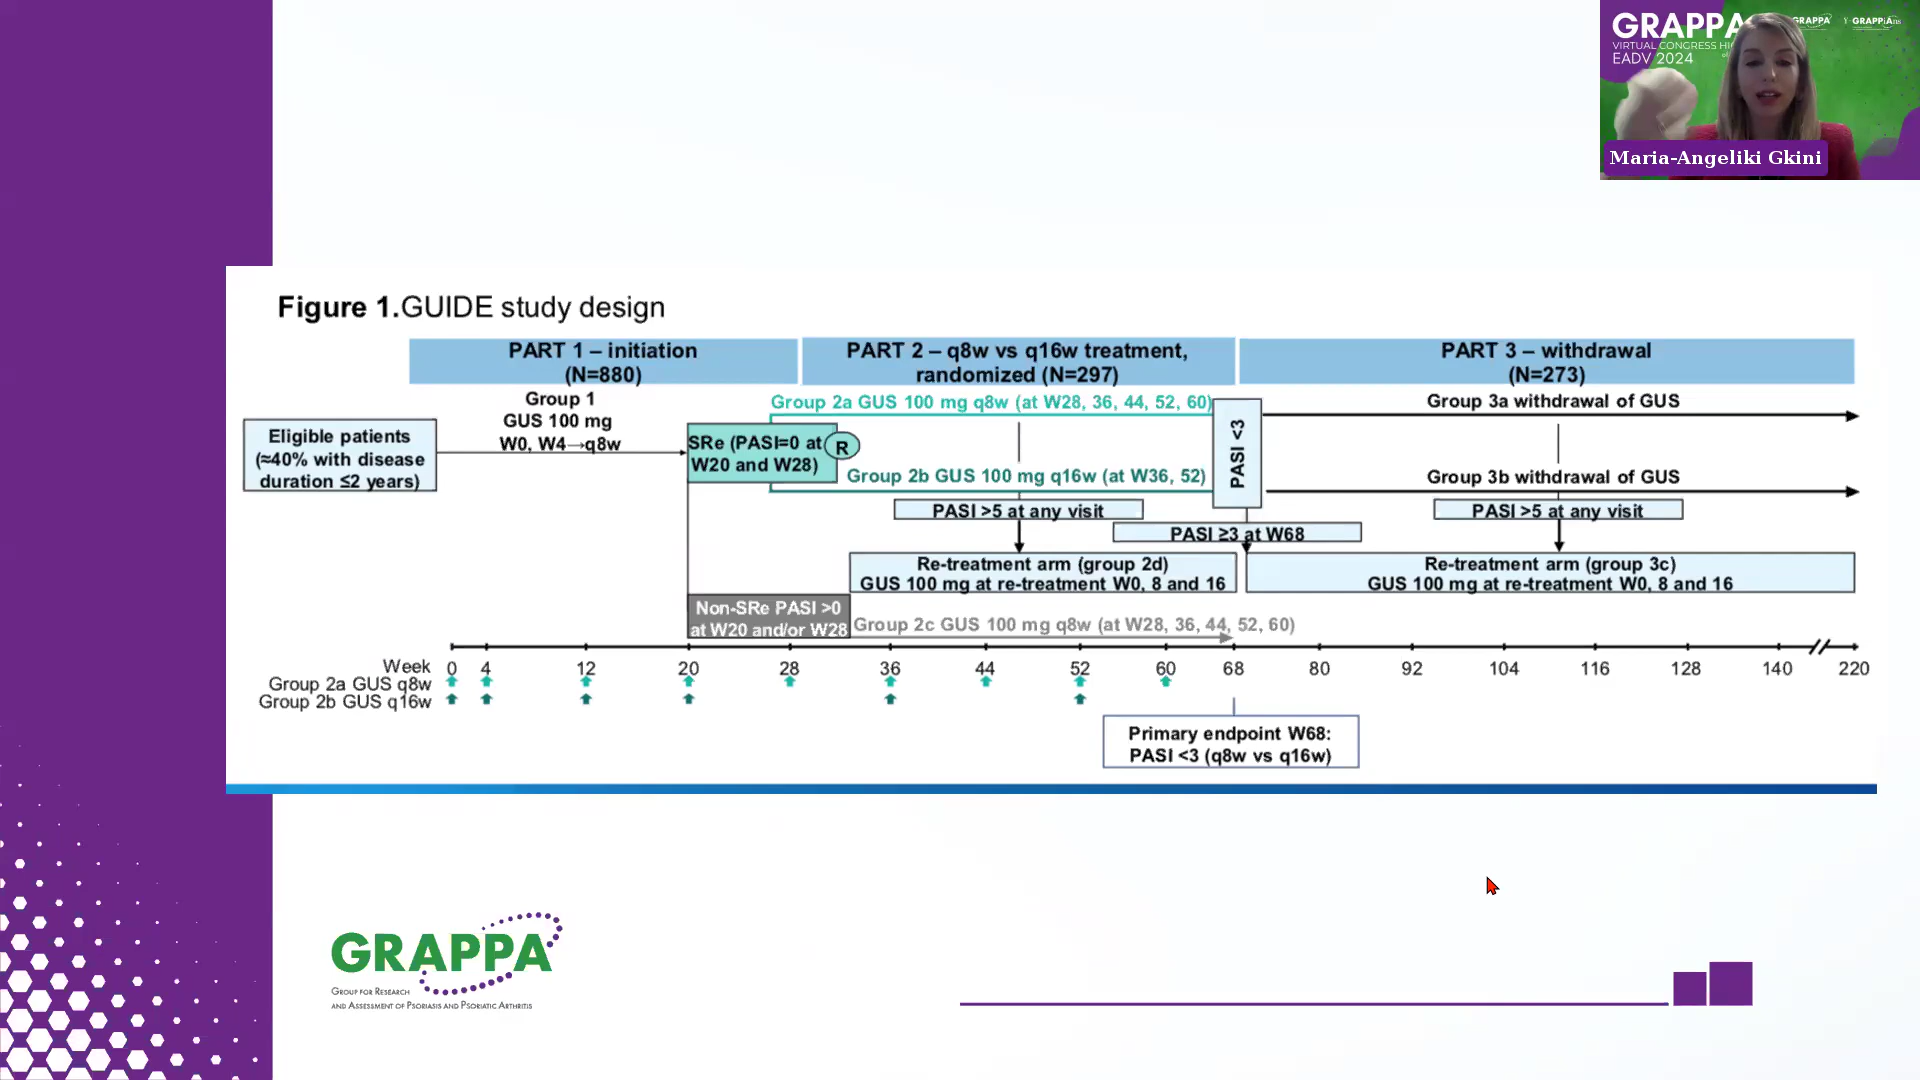 GRAPPA
VIRTUAL CONGRESS
EADV 2024
GRAPPA
Maria-Angeliki Gkini
Figure 1.GUIDE study design
PART 1 – initiation
(N=880)
PART 2 – q8w vs q16w treatment,
randomized (N=297)
PART 3 – withdrawal
(N=273)
Group 1
GUS 100 mg
W0, W4→q8w
Eligible patients
(≈40% with disease
duration ≤2 years)
SRe (PASI=0 at
W20 and W28)
R
Group 2a GUS 100 mg q8w (at W28, 36, 44, 52, 60)
Group 2b GUS 100 mg q16w (at W36, 52)
PASI <3
Group 3a withdrawal of GUS
Group 3b withdrawal of GUS
PASI >5 at any visit
PASI ≥3 at W68
PASI >5 at any visit
Re-treatment arm (group 2d)
GUS 100 mg at re-treatment W0, 8 and 16
Re-treatment arm (group 3c)
GUS 100 mg at re-treatment W0, 8 and 16
Non-SRe PASI >0
at W20 and/or W28
Group 2c GUS 100 mg q8w (at W28, 36, 44, 52, 60)
Week 0 4 12 20 28 36 44 52 60 68 80 92 104 116 128 140 220
Group 2a GUS q8w
Group 2b GUS q16w
Primary endpoint W68:
PASI <3 (q8w vs q16w)
GRAPPA
GROUP FOR RESEARCH
AND ASSESSMENT OF PSORIASIS AND PSORIATIC ARTHRITIS